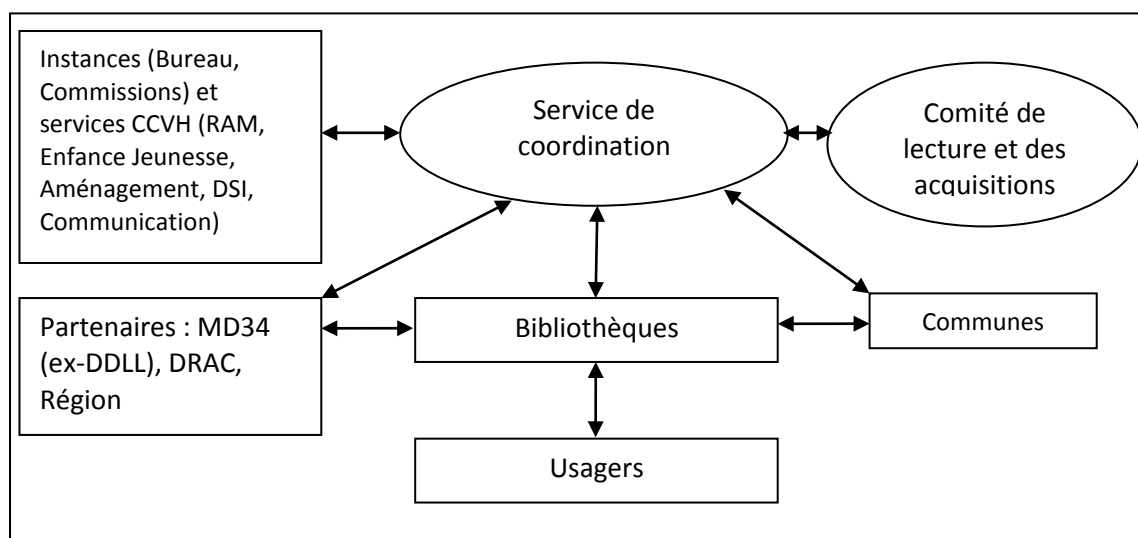 Instances (Bureau,
Commissions) et
services CCVH (RAM,
Enfance Jeunesse,
Aménagement, DSI,
Communication)
Service de
coordination
Comité de
lecture et des
acquisitions
Partenaires : MD34
(ex-DDLL), DRAC,
Région
Bibliothèques
Communes
Usagers